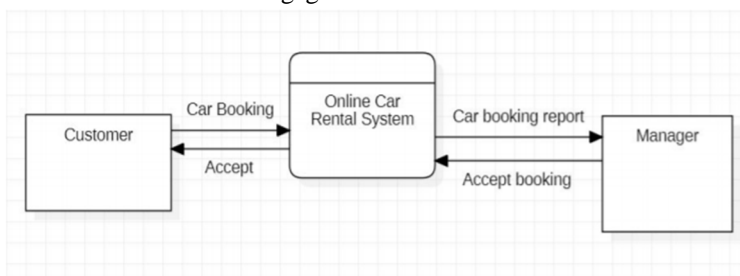 Customer
Car Booking
Accept
Online Car
Rental System
Car booking report
Accept booking
Manager